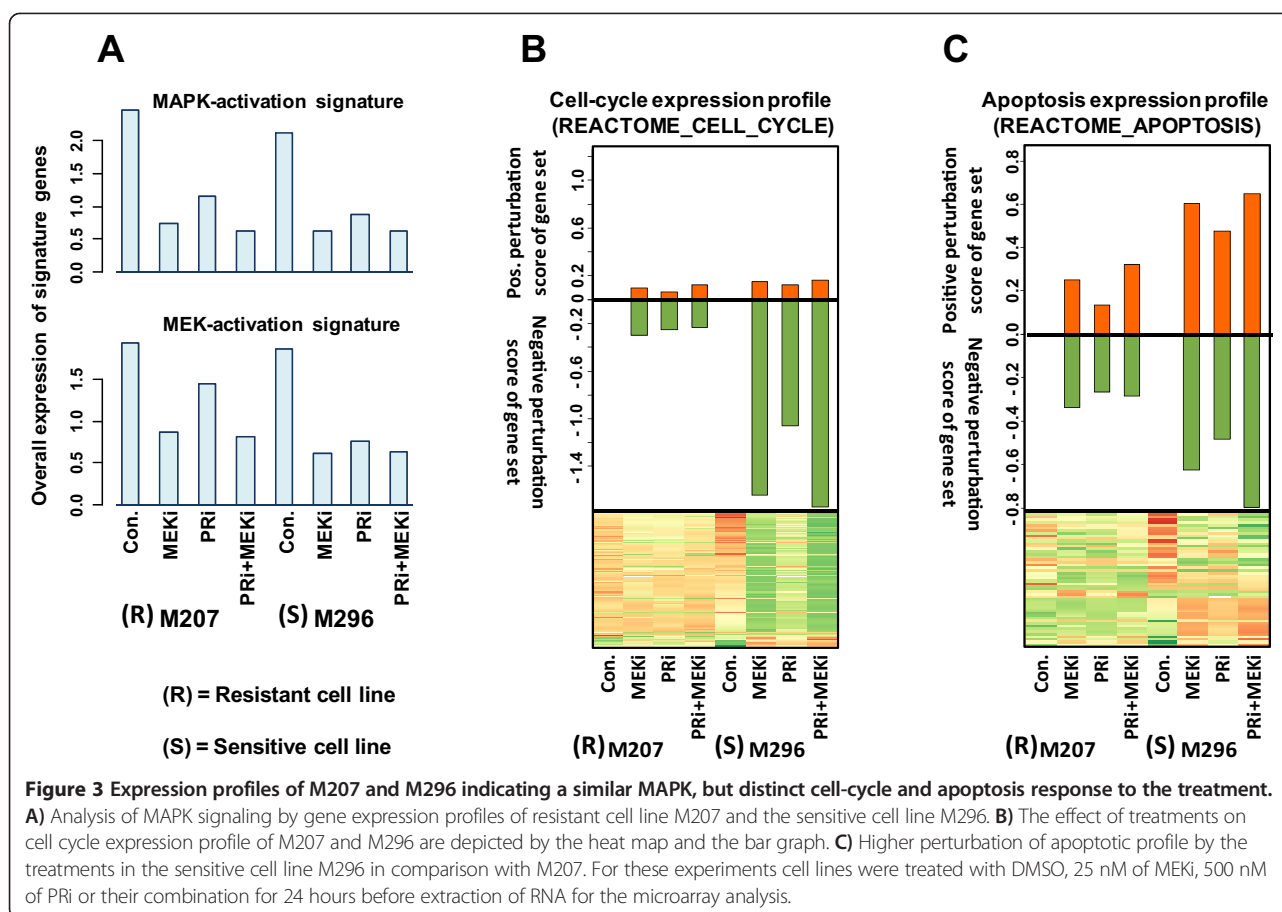 A
MAPK-activation signature
Overall expression of signature genes
0.0 0.5 1.0 1.5 2.0
MEK-activation signature
0.0 0.5 1.0 1.5
Con. MEKi PRi PRi+MEKi Con. MEKi PRi PRi+MEKi
(R) M207 (S) M296
(R) = Resistant cell line
(S) = Sensitive cell line
B
Cell-cycle expression profile
(REACTOME_CELL_CYCLE)
Pos. perturbation
score of gene set
Negative perturbation
score of gene set
1.0
0.6
0.2
0
-0.2
-0.6
-1.0
-1.4
Con. MEKi PRi PRi+MEKi Con. MEKi PRi PRi+MEKi
(R) M207 (S) M296
C
Apoptosis expression profile
(REACTOME_APOPTOSIS)
Positive perturbation
score of gene set
Negative perturbation
score of gene set
0.8
0.6
0.4
0.2
0.0
-0.2
-0.4
-0.6
-0.8
Con. MEKi PRi PRi+MEKi Con. MEKi PRi PRi+MEKi
(R) M207 (S) M296
Figure 3 Expression profiles of M207 and M296 indicating a similar MAPK, but distinct cell-cycle and apoptosis response to the treatment.
A) Analysis of MAPK signaling by gene expression profiles of resistant cell line M207 and the sensitive cell line M296. B) The effect of treatments on
cell cycle expression profile of M207 and M296 are depicted by the heat map and the bar graph. C) Higher perturbation of apoptotic profile by the
treatments in the sensitive cell line M296 in comparison with M207. For these experiments cell lines were treated with DMSO, 25 nM of MEKi, 500 nM
of PRi or their combination for 24 hours before extraction of RNA for the microarray analysis.